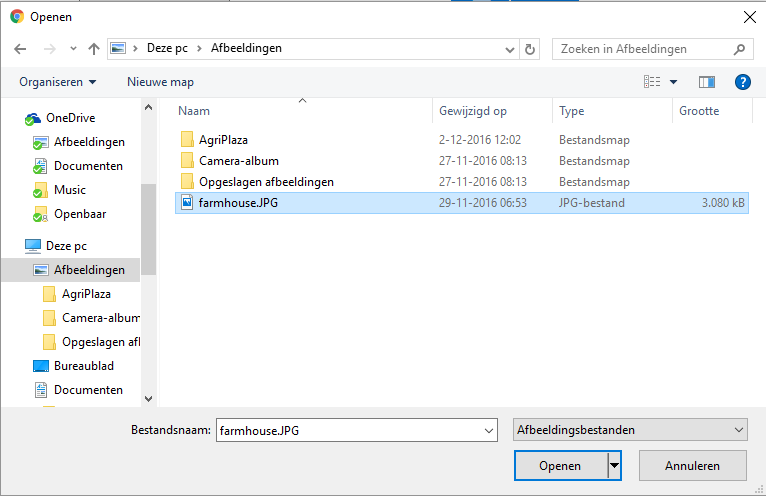 Openen
Deze pc Afbeeldingen
Zoeken in Afbeeldingen
Organiseren Nieuwe map
?
Naam Gewijzigd op Type Grootte
OneDrive
Afbeeldingen
Documenten
Music
Openbaar
Deze pc
Afbeeldingen
AgriPlaza
Camera-album
Opgeslagen afl
Bureaublad
Documenten
AgriPlaza 2-12-2016 12:02 Bestandsmap
Camera-album 27-11-2016 08:13 Bestandsmap
Opgeslagen afbeeldingen 27-11-2016 08:13 Bestandsmap
farmhouse.JPG 29-11-2016 06:53 JPG-bestand 3.080 kB
Bestandsnaam: farmhouse.JPG
Afbeeldingsbestanden
Openen Annuleren